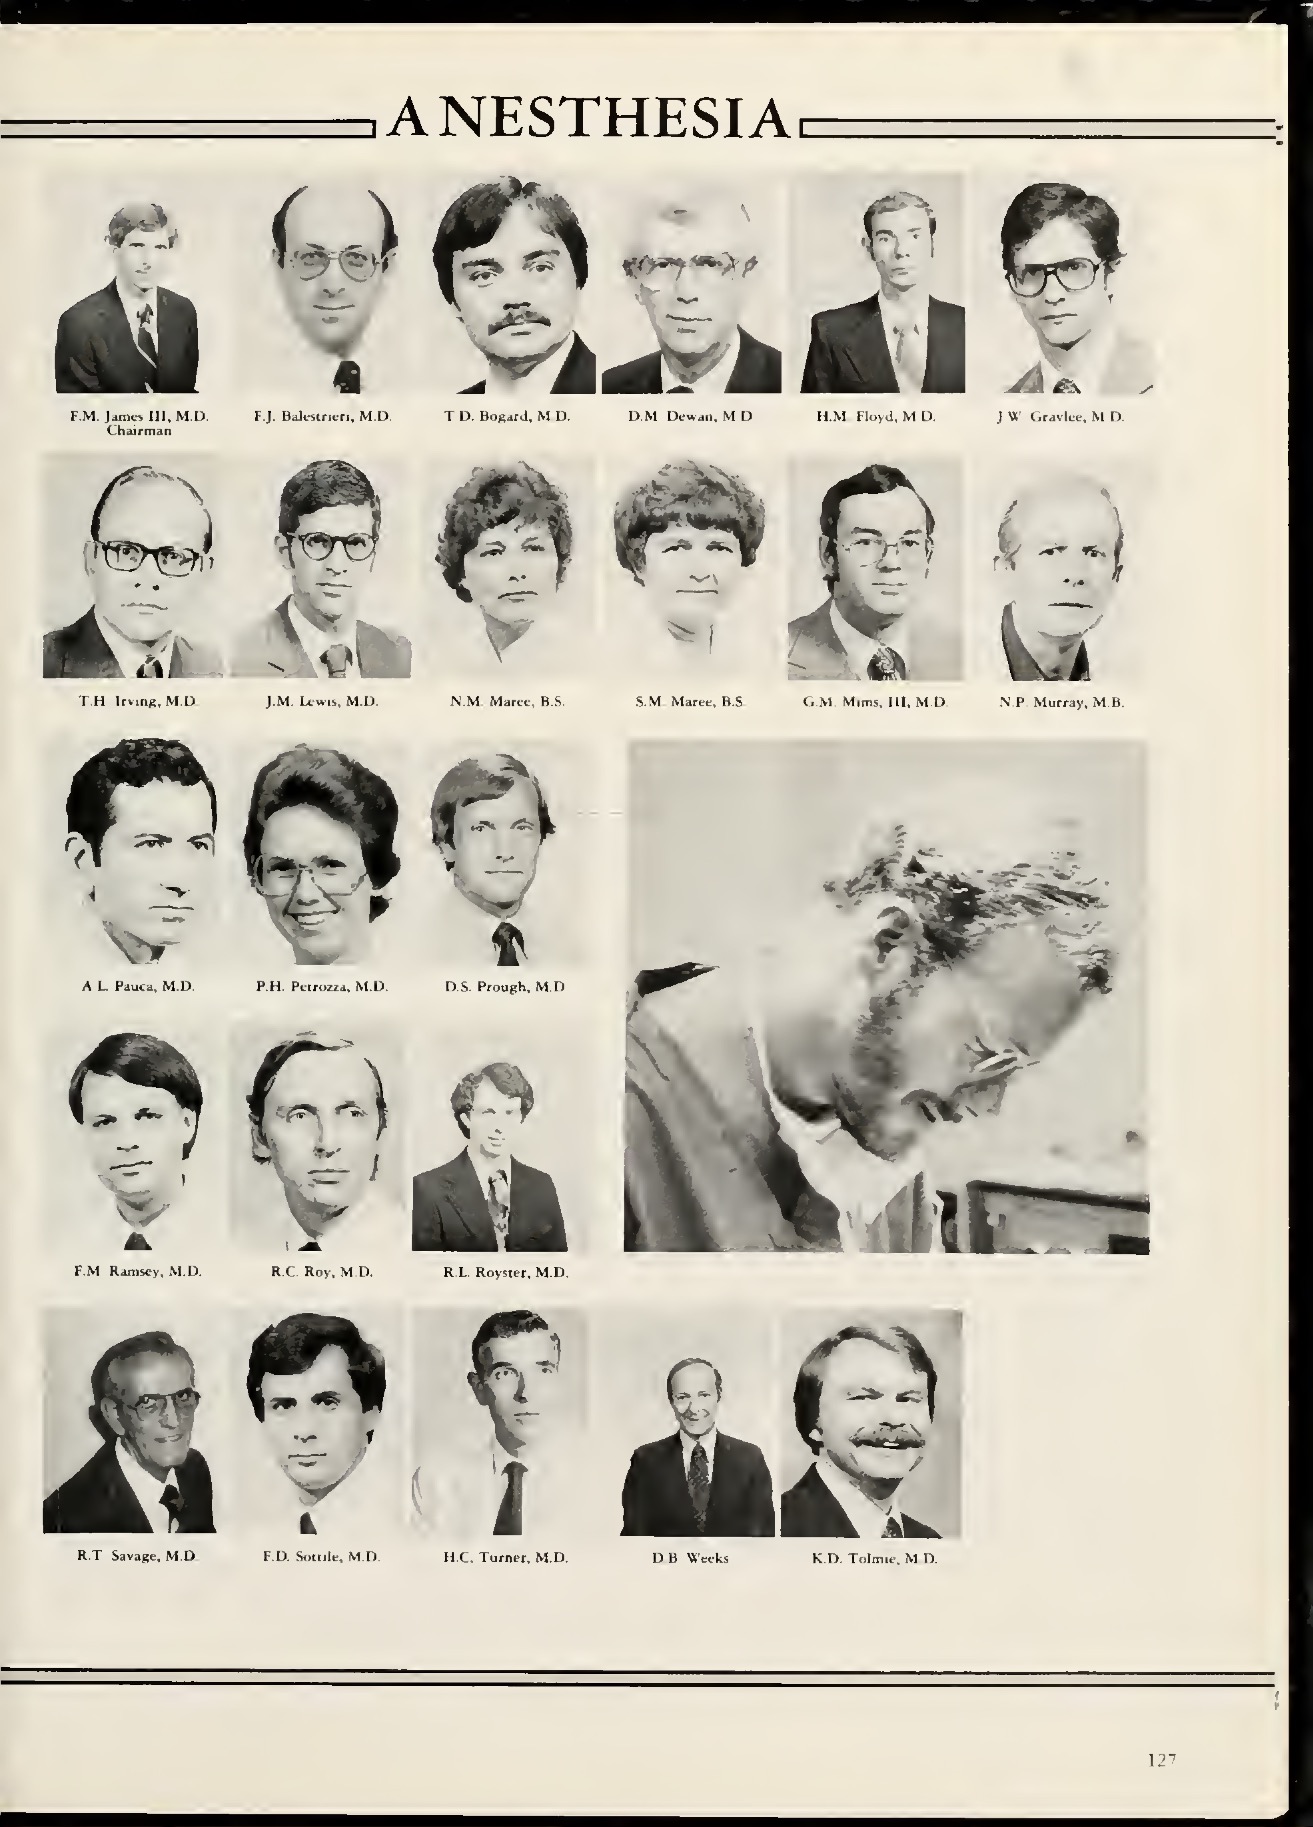 ANESTHESIA
F.M. James III, M.D.
Chairman
F.J. Balestrieri, M.D.
T D. Bogard, M.D.
D.M Dewan, M D
H.M. Floyd, M D.
J W Gravlee, M D.
T.H Irving, M.D.
J.M. Lewis, M.D.
N.M. Maree, B.S.
S.M. Maree, B.S.
G.M. Mims, III, M.D.
N.P. Murray, M.B.
A L. Pauca, M.D.
P.H. Petrozza, M.D.
D.S. Prough, M.D
F.M Ramsey, M.D.
R.C. Roy, M.D.
R.L. Royster, M.D.
R.T Savage, M.D.
F.D. Sottile, M.D.
H.C. Turner, M.D.
D B Weeks
K.D. Tolmie, M D.
127